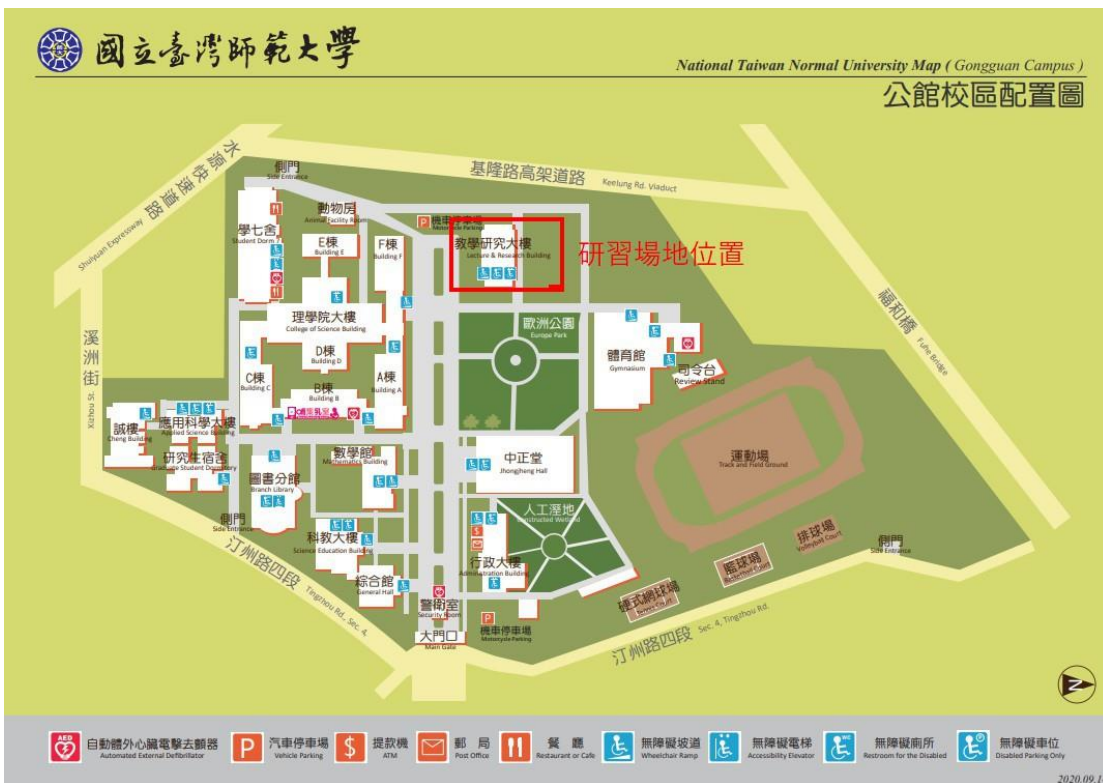 國立臺灣師範大學
National Taiwan Normal University Map ( Gongguan Campus )
公館校區配置圖
水源快速道路
Shuiyuan Expressway
基隆路高架道路
Keelung Rd. Viaduct
側門
Side Entrance
學七舍
Student Dorm 7
動物房
Animal Facility Room
E棟
Building E
F棟
Building F
P
機車停車場
Motorcycle Parking
教學研究大樓
Lecture & Research Building
研習場地位置
福和橋
Fuhe Bridge
理學院大樓
College of Science Building
歐洲公園
Europe Park
體育館
Gymnasium
司令台
Review Stand
溪洲街
Xizhou St.
D棟
Building D
C棟
Building C
B棟
Building B
A棟
Building A
哺集乳室
誠樓
Cheng Building
應用科學大樓
Applied Science Building
研究生宿舍
Graduate Student Dormitory
圖書分館
Branch Library
數學館
Mathematics Building
中正堂
Jhongjheng Hall
運動場
Track and Field Ground
人工溼地
Constructed Wetland
側門
Side Entrance
科教大樓
Science Education Building
行政大樓
Administration Building
排球場
Volleyball Court
籃球場
Basketball Court
側門
Side Entrance
綜合館
General Hall
硬式網球場
Tennis Court
警衛室
Security Room
P
機車停車場
Motorcycle Parking
大門口
Main Gate
汀州路四段
Tingzhou Rd., Sec. 4,
汀州路四段
Sec. 4, Tingzhou Rd.
N
AED
自動體外心臟電擊去顫器
Automated External Defibrillator
P
汽車停車場
Vehicle Parking
$
提款機
ATM
郵局
Post Office
餐廳
Restaurant or Cafe
無障礙坡道
Wheelchair Ramp
無障礙電梯
Accessibility Elevator
WC
無障礙廁所
Restroom for the Disabled
P
無障礙車位
Disabled Parking Only
2020.09.1